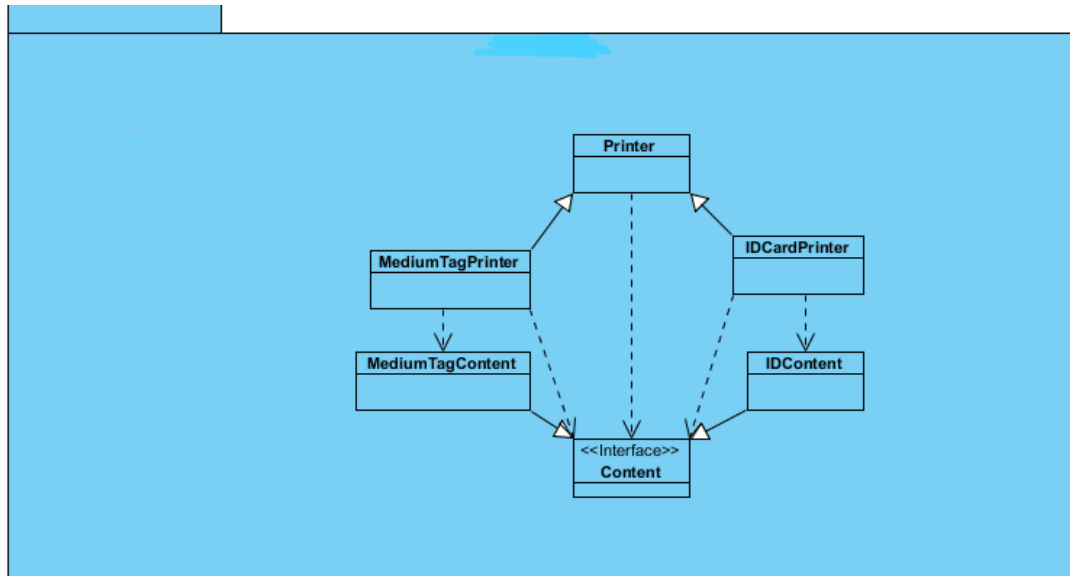 Printer
IDCardPrinter
MediumTagPrinter
MediumTagContent
IDContent
<<Interface>>
Content